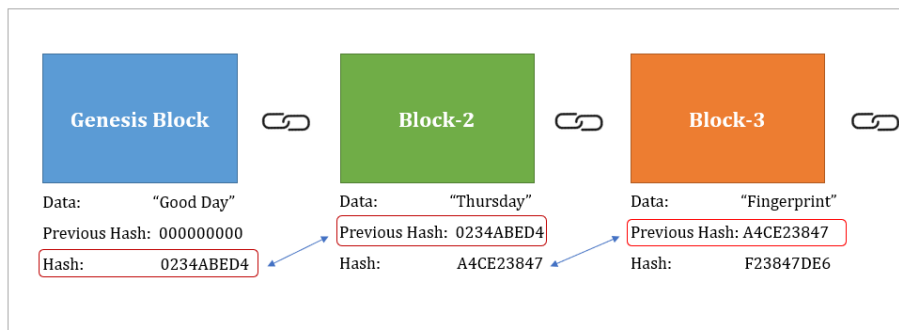 Genesis Block
Block-2
Block-3
Data: “Good Day”
Previous Hash: 000000000
Hash: 0234ABED4
Data: “Thursday”
Previous Hash: 0234ABED4
Hash: A4CE23847
Data: “Fingerprint”
Previous Hash: A4CE23847
Hash: F23847DE6